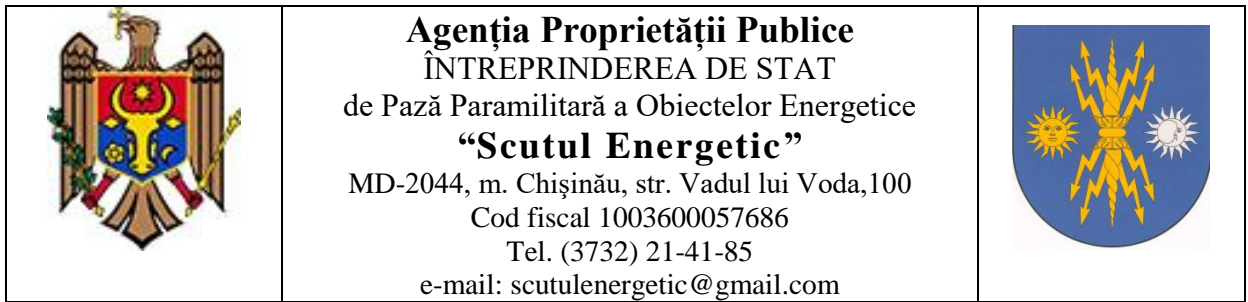 Agenția Proprietății Publice
ÎNTREPRINDEREA DE STAT
de Pază Paramilitară a Obiectelor Energetice
“Scutul Energetic”
MD-2044, m. Chişinău, str. Vadul lui Voda,100
Cod fiscal 1003600057686
Tel. (3732) 21-41-85
e-mail: scutulenergetic@gmail.com